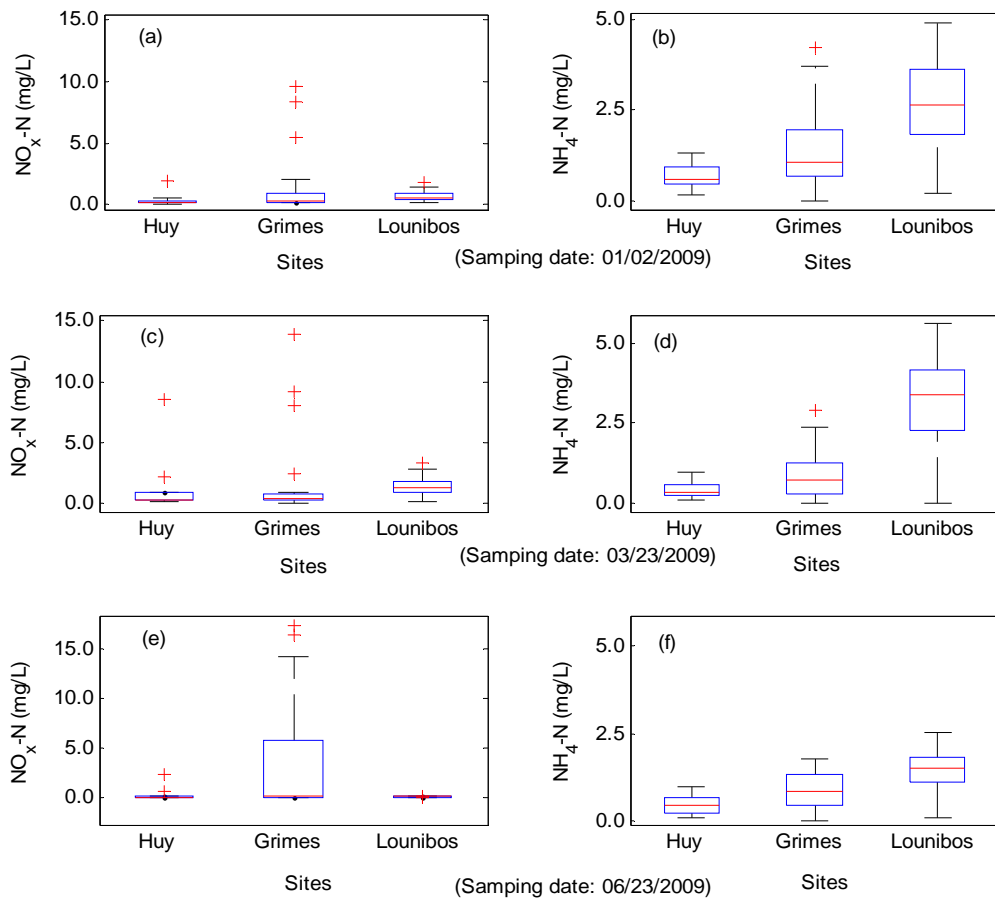 (a)
15.0
10.0
5.0
0.0
NOx-N (mg/L)
Huy Grimes Lounibos
Sites
(b)
5.0
2.5
0.0
NH4-N (mg/L)
Huy Grimes Lounibos
Sites
(Samping date: 01/02/2009)
(c)
15.0
10.0
5.0
0.0
NOx-N (mg/L)
Huy Grimes Lounibos
Sites
(d)
5.0
2.5
0.0
NH4-N (mg/L)
Huy Grimes Lounibos
Sites
(Samping date: 03/23/2009)
(e)
15.0
10.0
5.0
0.0
NOx-N (mg/L)
Huy Grimes Lounibos
Sites
(f)
5.0
2.5
0.0
NH4-N (mg/L)
Huy Grimes Lounibos
Sites
(Samping date: 06/23/2009)